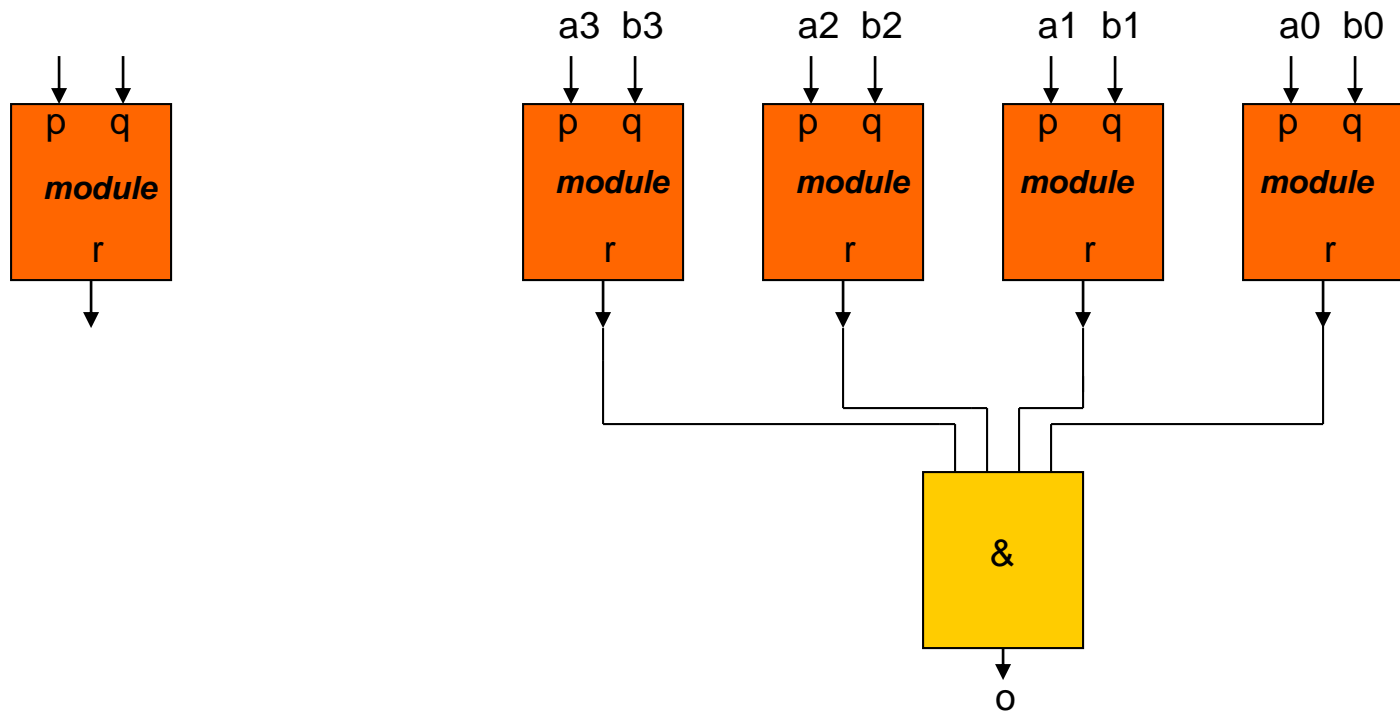 a3 b3 a2 b2 a1 b1 a0 b0
p q p q p q p q p q
module module module module module
r r r r r
&
o